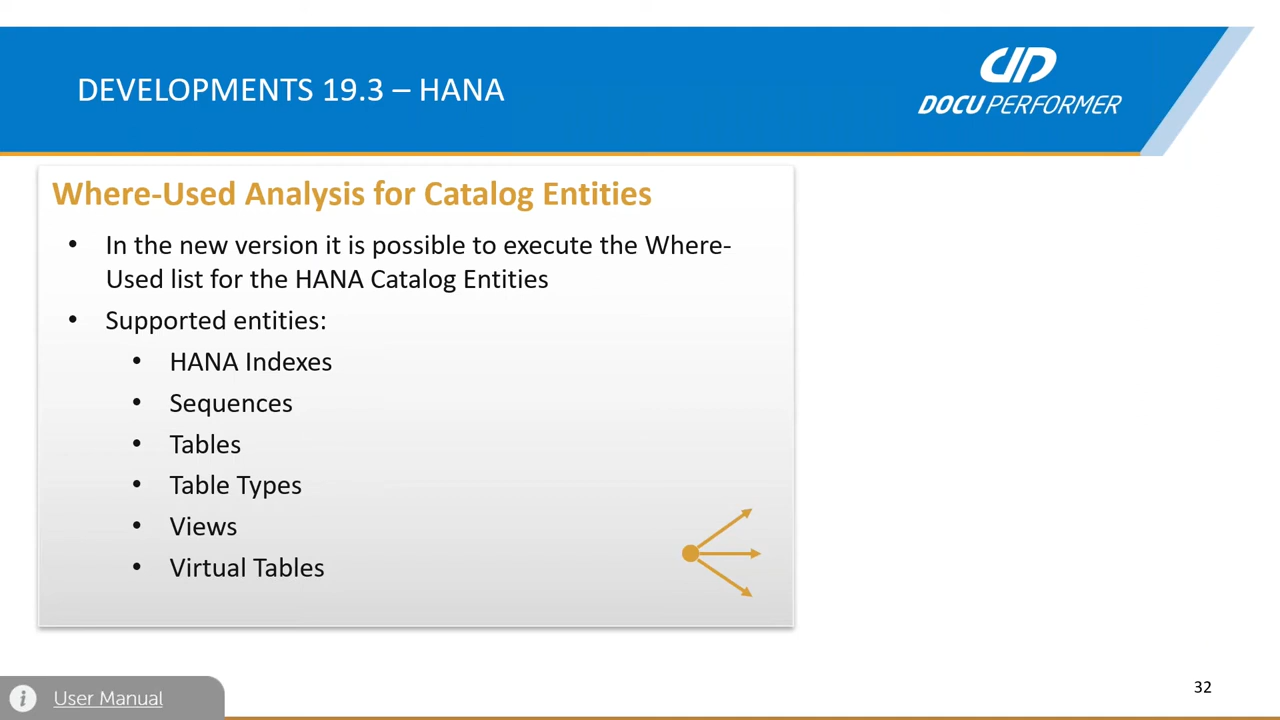 DEVELOPMENTS 19.3 – HANA
DOCU PERFORMER
Where-Used Analysis for Catalog Entities
• In the new version it is possible to execute the Where-
Used list for the HANA Catalog Entities
• Supported entities:
• HANA Indexes
• Sequences
• Tables
• Table Types
• Views
• Virtual Tables
User Manual
32